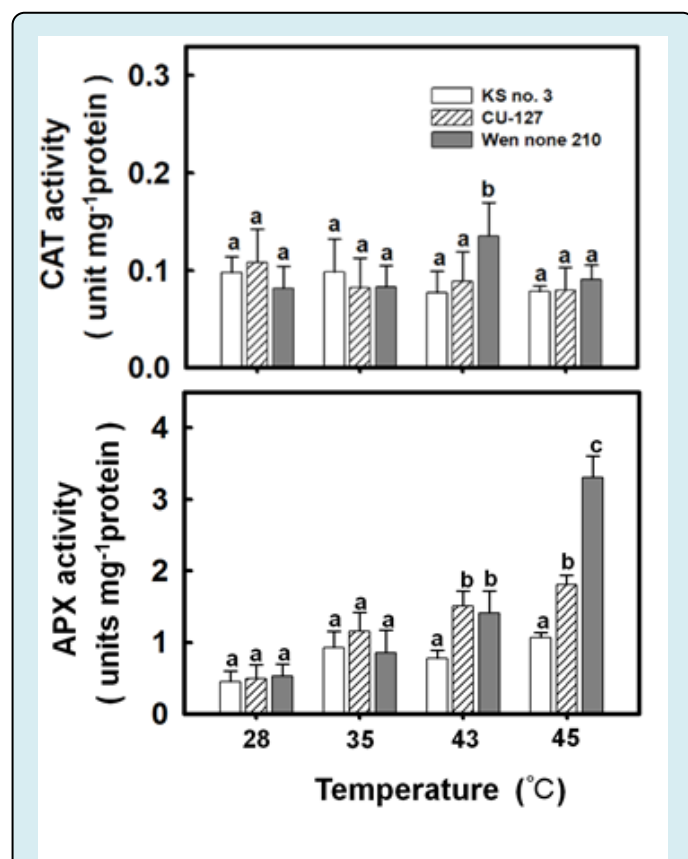 0.3
0.2
0.1
0.0
CAT activity
( unit mg⁻¹protein )
KS no. 3
CU-127
Wen none 210
a a a
a a a
a a b
a a a
4
3
2
1
0
APX activity
( units mg⁻¹protein )
a a a
a a a
a b b
a b c
28 35 43 45
Temperature (°C)